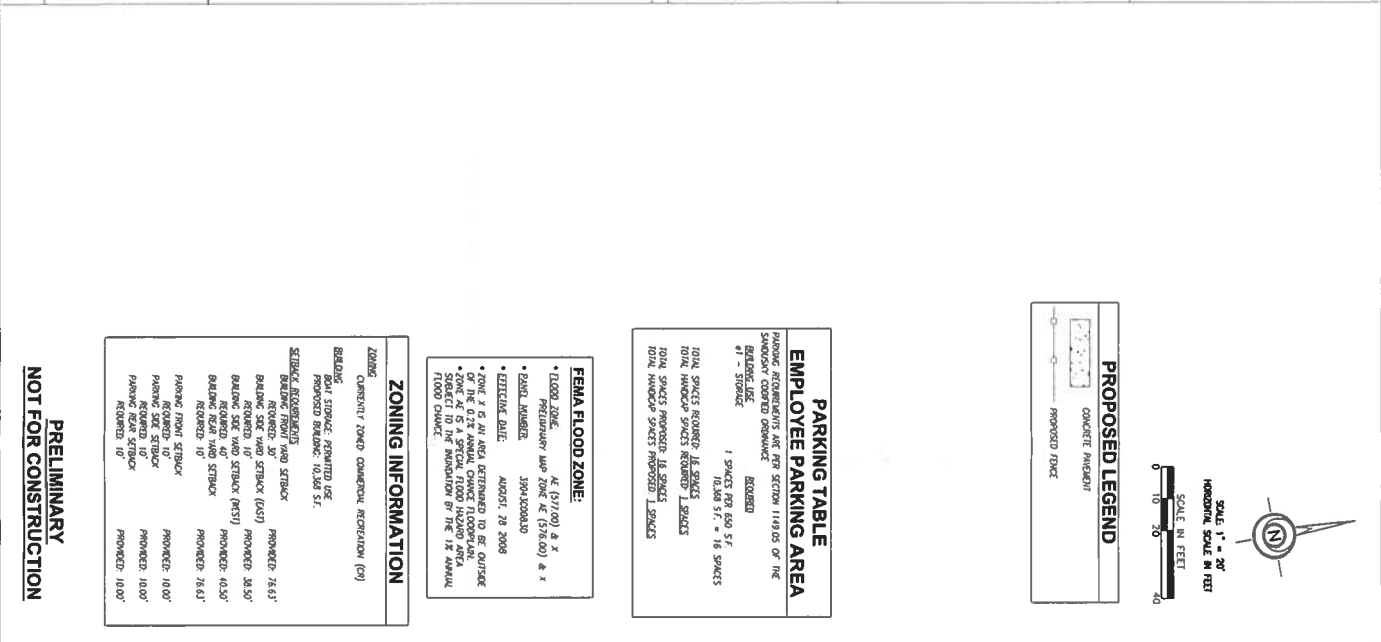 SCALE: 1" = 20'
HORIZONTAL SCALE IN FEET
N
SCALE IN FEET
0 10 20 40
PROPOSED LEGEND
CONCRETE PAVEMENT
PROPOSED FENCE
PARKING TABLE
EMPLOYEE PARKING AREA
PARKING REQUIREMENTS ARE PER SECTION 1149.05 OF THE
SANDUSKY CODIFIED ORDINANCE
BUILDING USE REQUIRED
#1 - STORAGE
1 SPACES PER 650 S.F.
10,368 S.F. = 16 SPACES
TOTAL SPACES REQUIRED: 16 SPACES
TOTAL HANDICAP SPACES REQUIRED: 1 SPACES
TOTAL SPACES PROPOSED: 16 SPACES
TOTAL HANDICAP SPACES PROPOSED: 1 SPACES
FEMA FLOOD ZONE:
• FLOOD ZONE: AE (577.00) & X
PRELIMINARY MAP ZONE AE (576.00) & X
• PANEL NUMBER: 39043C0083D
• EFFECTIVE DATE: AUGUST, 28 2008
• ZONE X IS AN AREA DETERMINED TO BE OUTSIDE
OF THE 0.2% ANNUAL CHANCE FLOODPLAIN.
• ZONE AE IS A SPECIAL FLOOD HAZARD AREA
SUBJECT TO THE INUNDATION BY THE 1% ANNUAL
FLOOD CHANCE
ZONING INFORMATION
ZONING
CURRENTLY ZONED: COMMERCIAL RECREATION (CR)
BUILDING
BOAT STORAGE: PERMITTED USE
PROPOSED BUILDING: 10,368 S.F.
SETBACK REQUIREMENTS
BUILDING FRONT YARD SETBACK
REQUIRED: 30' PROVIDED: 76.63'
BUILDING SIDE YARD SETBACK (EAST)
REQUIRED: 10' PROVIDED: 38.50'
BUILDING SIDE YARD SETBACK (WEST)
REQUIRED: 40' PROVIDED: 40.50'
BUILDING REAR YARD SETBACK
REQUIRED: 10' PROVIDED: 76.63'
PARKING FRONT SETBACK
REQUIRED: 10' PROVIDED: 10.00'
PARKING SIDE SETBACK
REQUIRED: 10' PROVIDED: 10.00'
PARKING REAR SETBACK
REQUIRED: 10' PROVIDED: 10.00'
PRELIMINARY
NOT FOR CONSTRUCTION